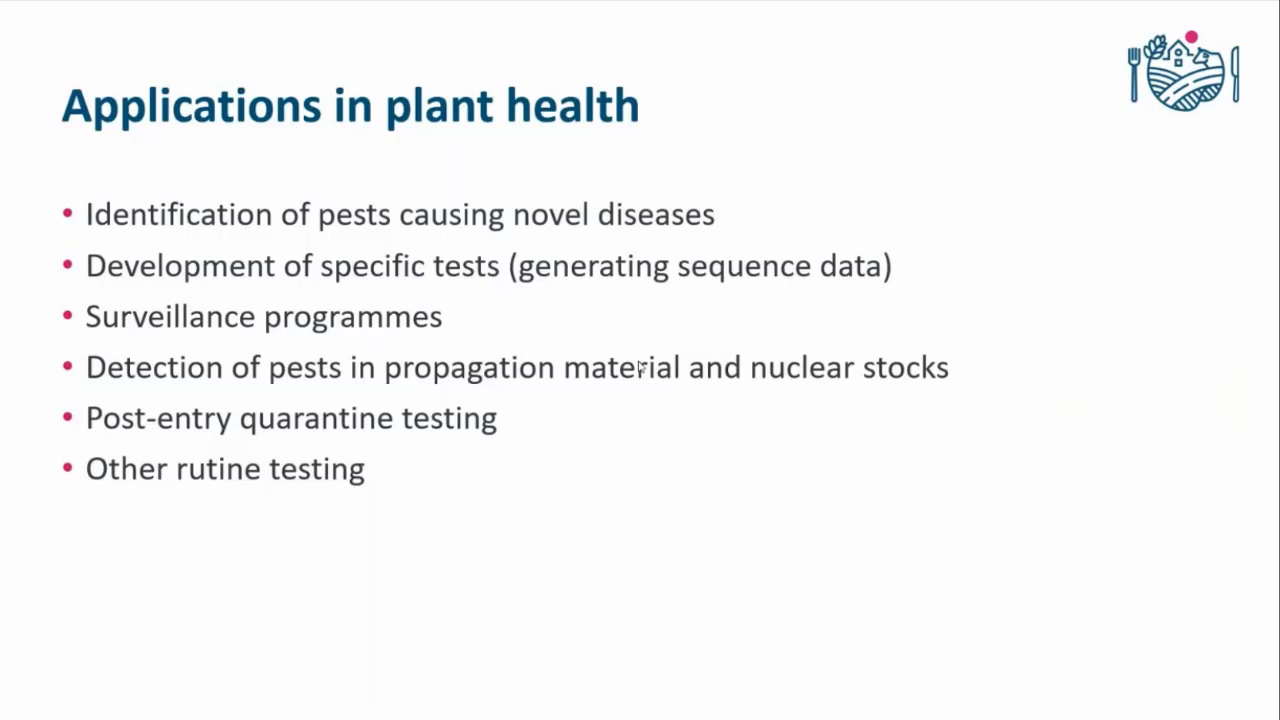 Applications in plant health
• Identification of pests causing novel diseases
• Development of specific tests (generating sequence data)
• Surveillance programmes
• Detection of pests in propagation material and nuclear stocks
• Post-entry quarantine testing
• Other rutine testing